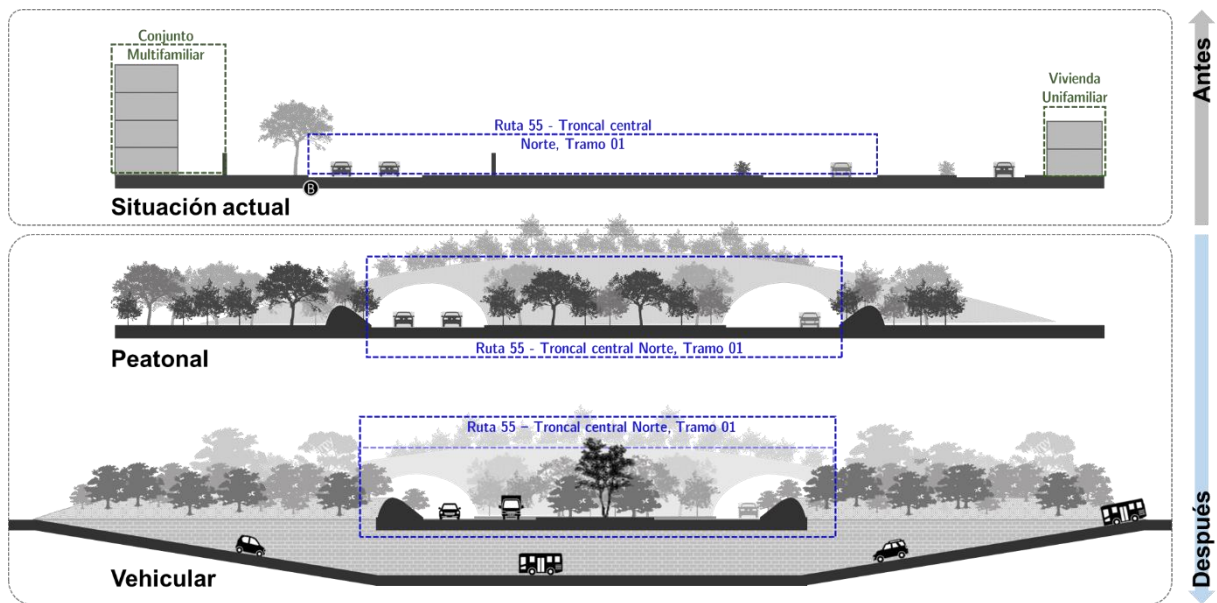 Conjunto
Multifamiliar
Vivienda
Unifamiliar
Ruta 55 - Troncal central
Norte, Tramo 01
B
Situación actual
Antes
Ruta 55 - Troncal central Norte, Tramo 01
Peatonal
Ruta 55 – Troncal central Norte, Tramo 01
Vehicular
Después